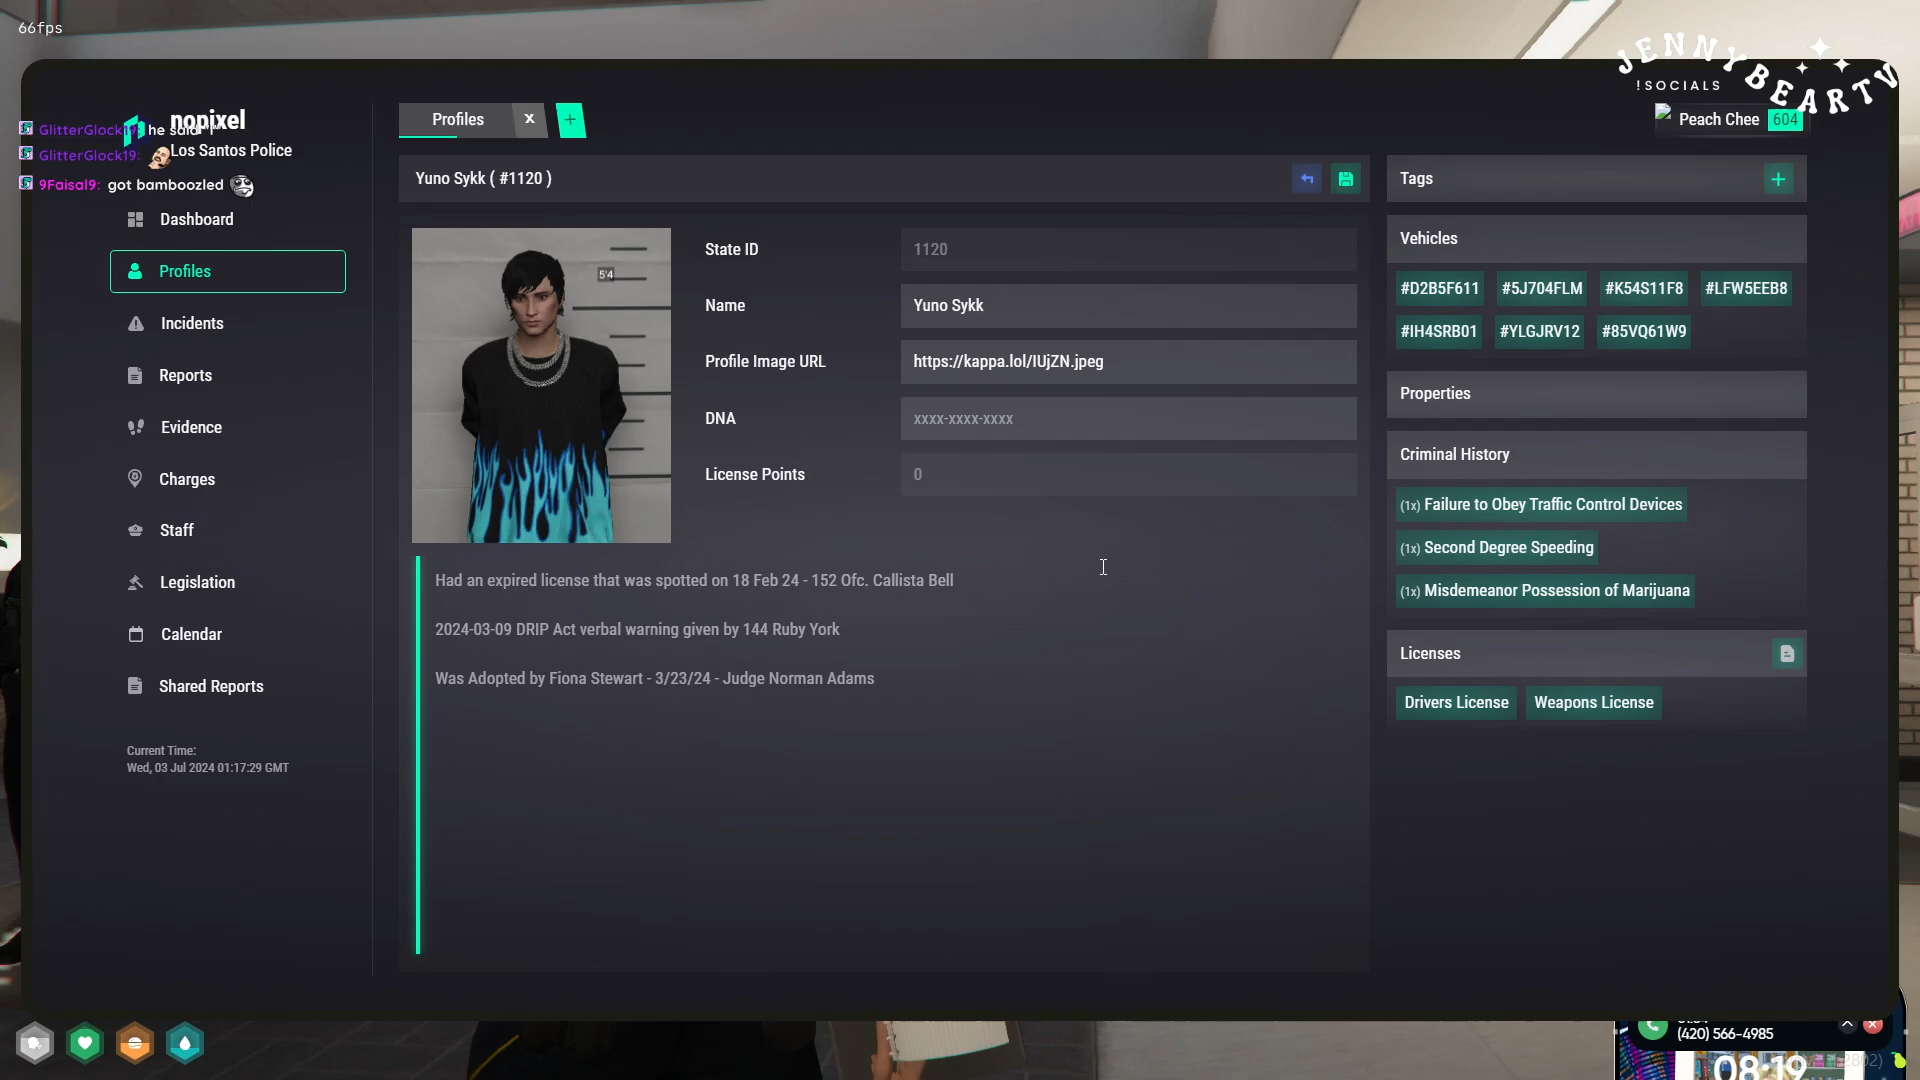 66fps
JENNYBEARTV
!SOCIALS
nopixel
Los Santos Police
GlitterGlock19: he said "I"
GlitterGlock19:
9Faisal9: got bamboozled
Dashboard
Profiles
Incidents
Reports
Evidence
Charges
Staff
Legislation
Calendar
Shared Reports
Current Time:
Wed, 03 Jul 2024 01:17:29 GMT
Profiles x +
Peach Chee 604
Yuno Sykk ( #1120 )
5'4
State ID 1120
Name Yuno Sykk
Profile Image URL https://kappa.lol/IUjZN.jpeg
DNA xxxx-xxxx-xxxx
License Points 0
Had an expired license that was spotted on 18 Feb 24 - 152 Ofc. Callista Bell
2024-03-09 DRIP Act verbal warning given by 144 Ruby York
Was Adopted by Fiona Stewart - 3/23/24 - Judge Norman Adams
Tags +
Vehicles
#D2B5F611 #5J704FLM #K54S11F8 #LFW5EEB8
#IH4SRB01 #YLGJRV12 #85VQ61W9
Properties
Criminal History
(1x) Failure to Obey Traffic Control Devices
(1x) Second Degree Speeding
(1x) Misdemeanor Possession of Marijuana
Licenses
Drivers License Weapons License
(420) 566-4985
08:19